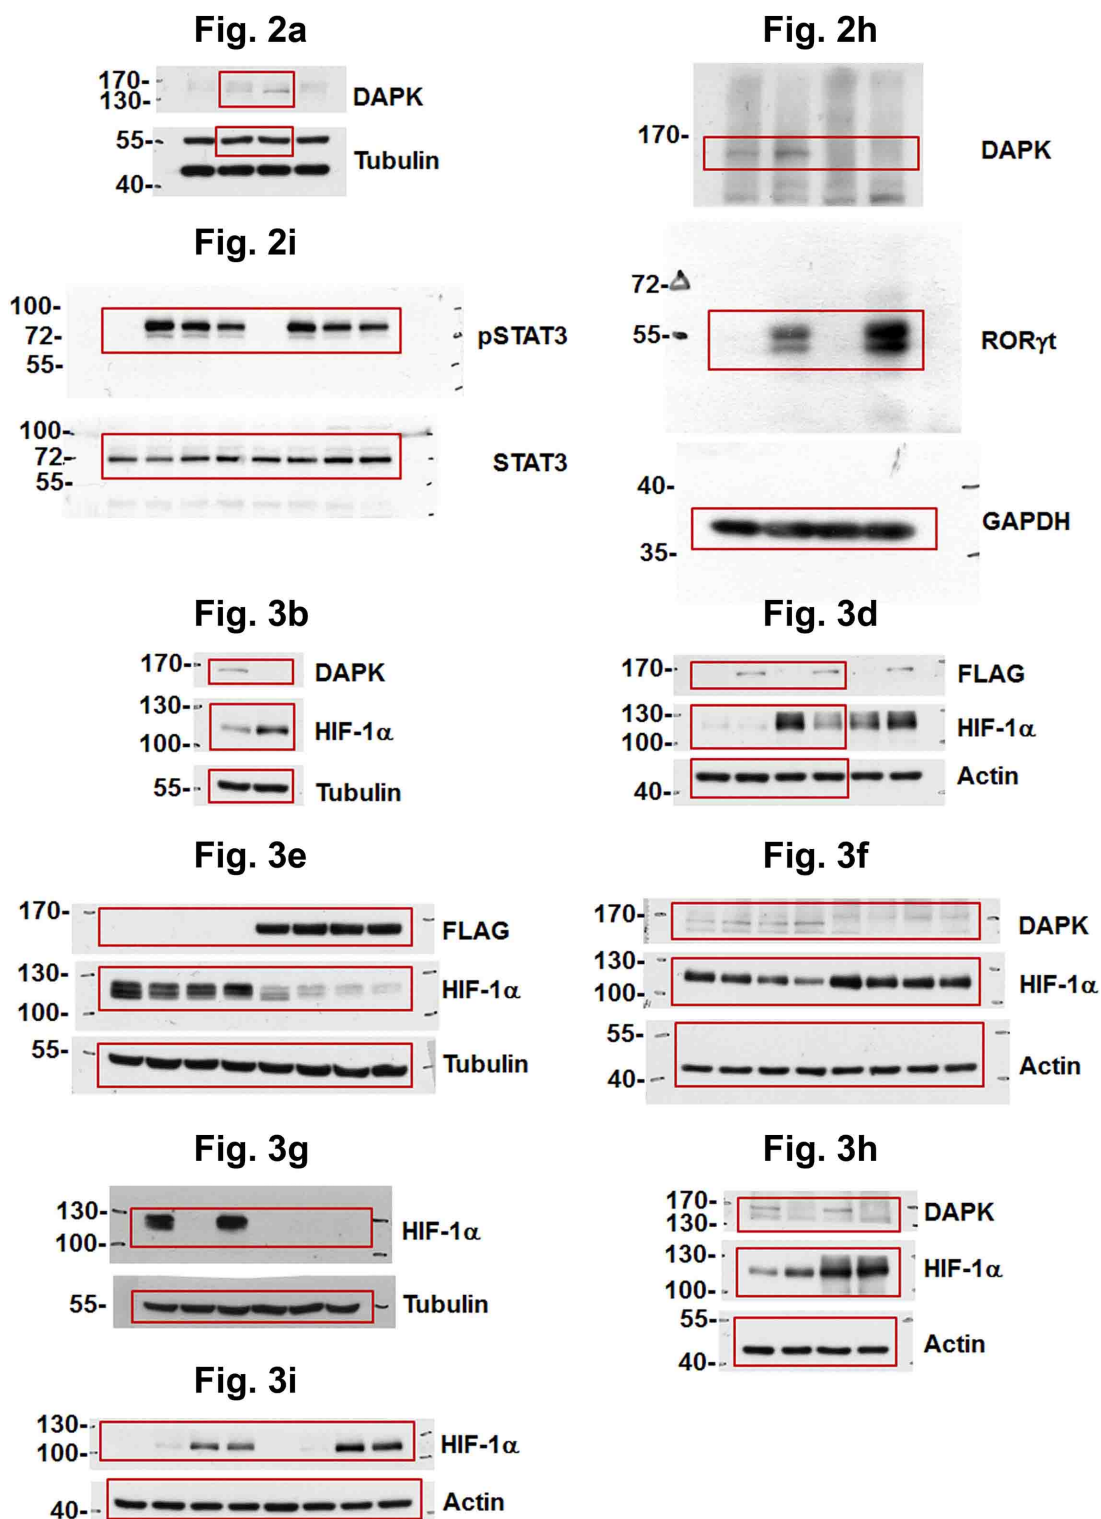 Fig. 2a
170-
130-
DAPK
55-
Tubulin
40-
Fig. 2h
170-
DAPK
72-
55-
RORγt
40-
GAPDH
35-
Fig. 2i
100-
72-
pSTAT3
55-
100-
72-
STAT3
55-
Fig. 3b
170-
DAPK
130-
HIF-1α
100-
55-
Tubulin
Fig. 3d
170-
FLAG
130-
HIF-1α
100-
Actin
40-
Fig. 3e
170-
FLAG
130-
HIF-1α
100-
55-
Tubulin
Fig. 3f
170-
DAPK
130-
HIF-1α
100-
55-
Actin
40-
Fig. 3g
130-
HIF-1α
100-
55-
Tubulin
Fig. 3h
170-
DAPK
130-
130-
HIF-1α
100-
55-
Actin
40-
Fig. 3i
130-
HIF-1α
100-
Actin
40-